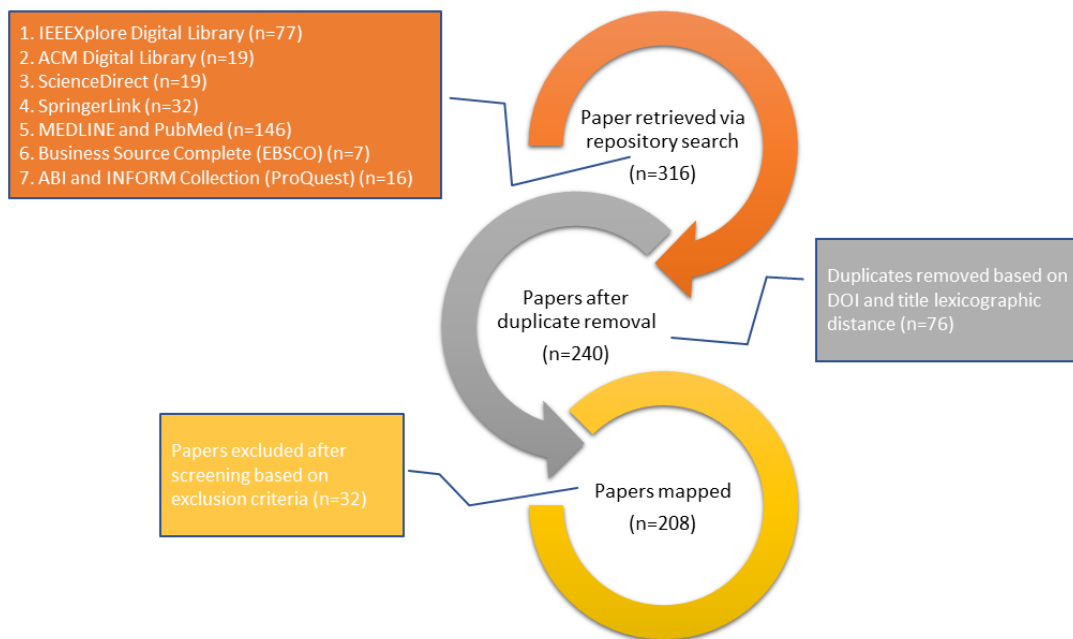 1. IEEEXplore Digital Library (n=77)
2. ACM Digital Library (n=19)
3. ScienceDirect (n=19)
4. SpringerLink (n=32)
5. MEDLINE and PubMed (n=146)
6. Business Source Complete (EBSCO) (n=7)
7. ABI and INFORM Collection (ProQuest) (n=16)
Paper retrieved via
repository search
(n=316)
Duplicates removed based on
DOI and title lexicographic
distance (n=76)
Papers after
duplicate removal
(n=240)
Papers excluded after
screening based on
exclusion criteria (n=32)
Papers mapped
(n=208)